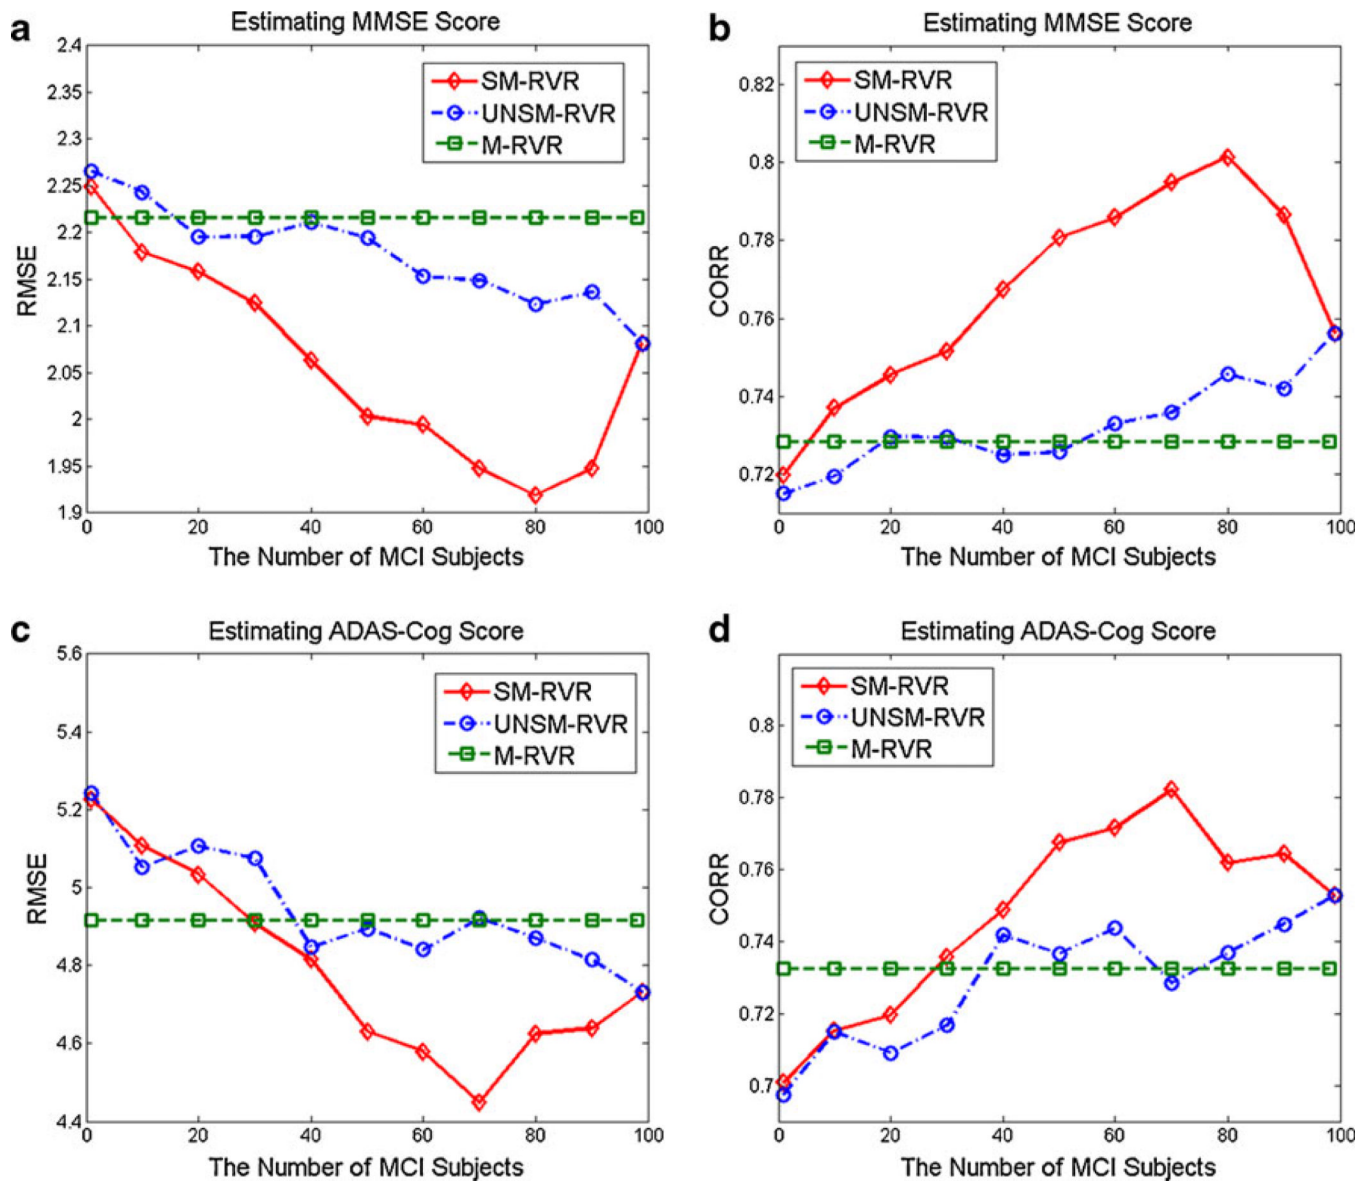 a
Estimating MMSE Score
2.4
2.35
2.3
2.25
2.2
2.15
2.1
2.05
2
1.95
1.9
RMSE
SM-RVR
UNSM-RVR
M-RVR
0 20 40 60 80 100
The Number of MCI Subjects
b
Estimating MMSE Score
0.82
0.8
0.78
0.76
0.74
0.72
CORR
SM-RVR
UNSM-RVR
M-RVR
0 20 40 60 80 100
The Number of MCI Subjects
c
Estimating ADAS-Cog Score
5.6
5.4
5.2
5
4.8
4.6
4.4
RMSE
SM-RVR
UNSM-RVR
M-RVR
0 20 40 60 80 100
The Number of MCI Subjects
d
Estimating ADAS-Cog Score
0.8
0.78
0.76
0.74
0.72
0.7
CORR
SM-RVR
UNSM-RVR
M-RVR
0 20 40 60 80 100
The Number of MCI Subjects